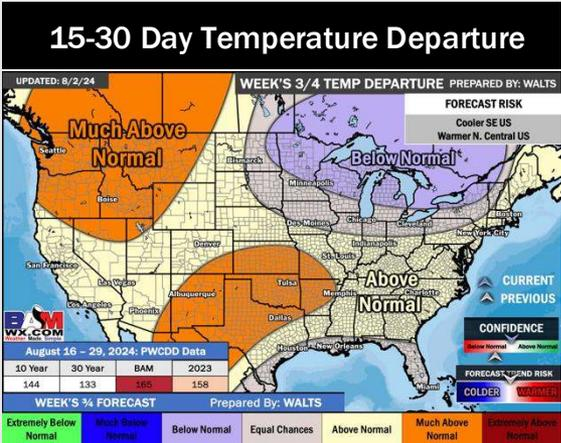 15-30 Day Temperature Departure
UPDATED: 8/2/24
WEEK'S 3/4 TEMP DEPARTURE PREPARED BY: WALTS
FORECAST RISK
Cooler SE US
Warmer N. Central US
Much Above
Normal
Below Normal
Seattle
Bismarck
Minneapolis
Boise
Boston
Chicago
Cleveland
Des Moines
New York City
Indianapolis
Denver
St. Louis
San Francisco
Las Vegas
Tulsa
Above
Normal
Memphis
Charlotte
Albuquerque
Los Angeles
Phoenix
Dallas
Houston
New Orleans
Miami
CURRENT
PREVIOUS
CONFIDENCE
Below Normal Above Normal
FORECAST TREND RISK
COLDER WARMER
BAM
WX.COM
Weather Made Simple
August 16 – 29, 2024: PWCDD Data
10 Year 30 Year BAM 2023
144 133 165 158
WEEK'S ¾ FORECAST Prepared By: WALTS
Extremely Below Normal
Much Below Normal
Below Normal
Equal Chances
Above Normal
Much Above Normal
Extremely Above Normal